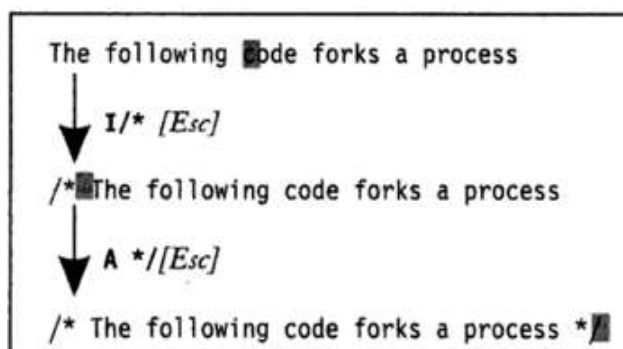 The following code forks a process
I/* [Esc]
/* The following code forks a process
A */[Esc]
/* The following code forks a process */